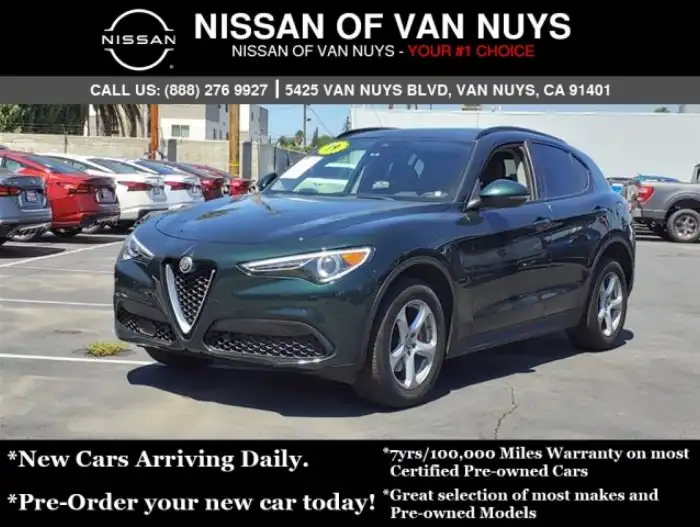 NISSAN
NISSAN OF VAN NUYS
NISSAN OF VAN NUYS - YOUR #1 CHOICE
CALL US: (888) 276 9927 | 5425 VAN NUYS BLVD, VAN NUYS, CA 91401
*New Cars Arriving Daily.
*Pre-Order your new car today!
*7yrs/100,000 Miles Warranty on most
Certified Pre-owned Cars
*Great selection of most makes and
Pre-owned Models